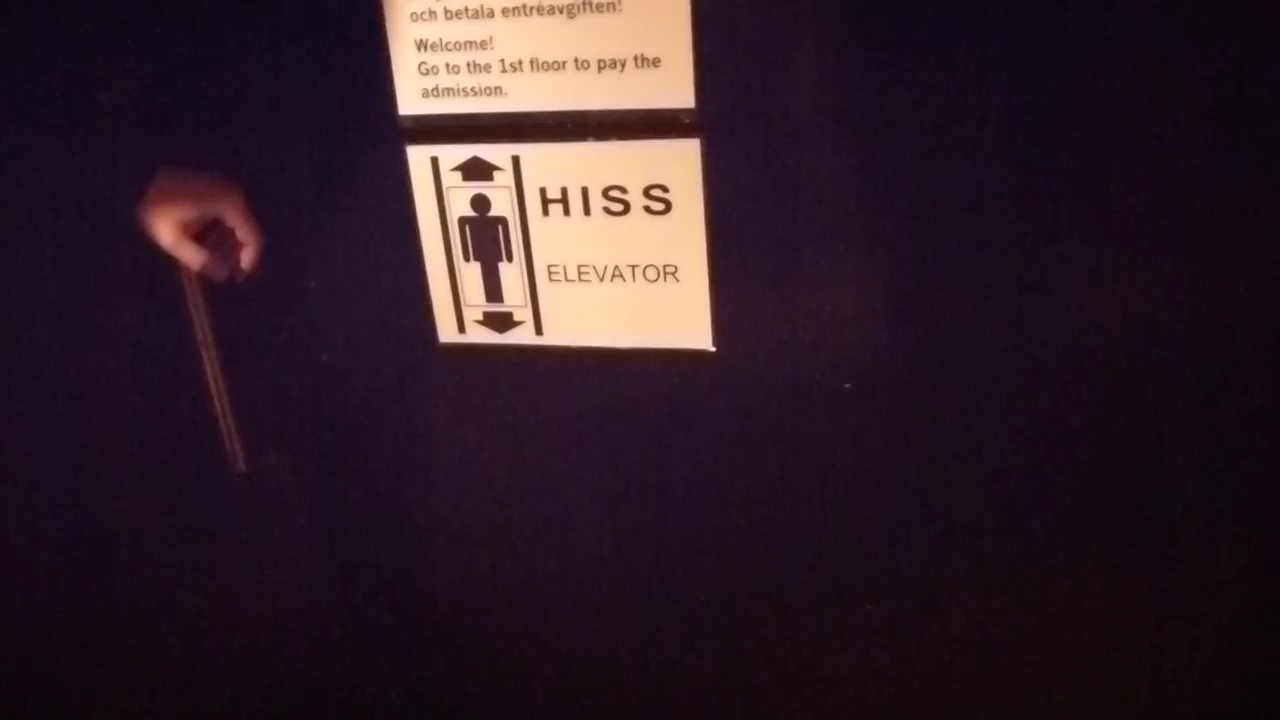 och betala entréavgiften!
Welcome!
Go to the 1st floor to pay the
admission.
HISS
ELEVATOR